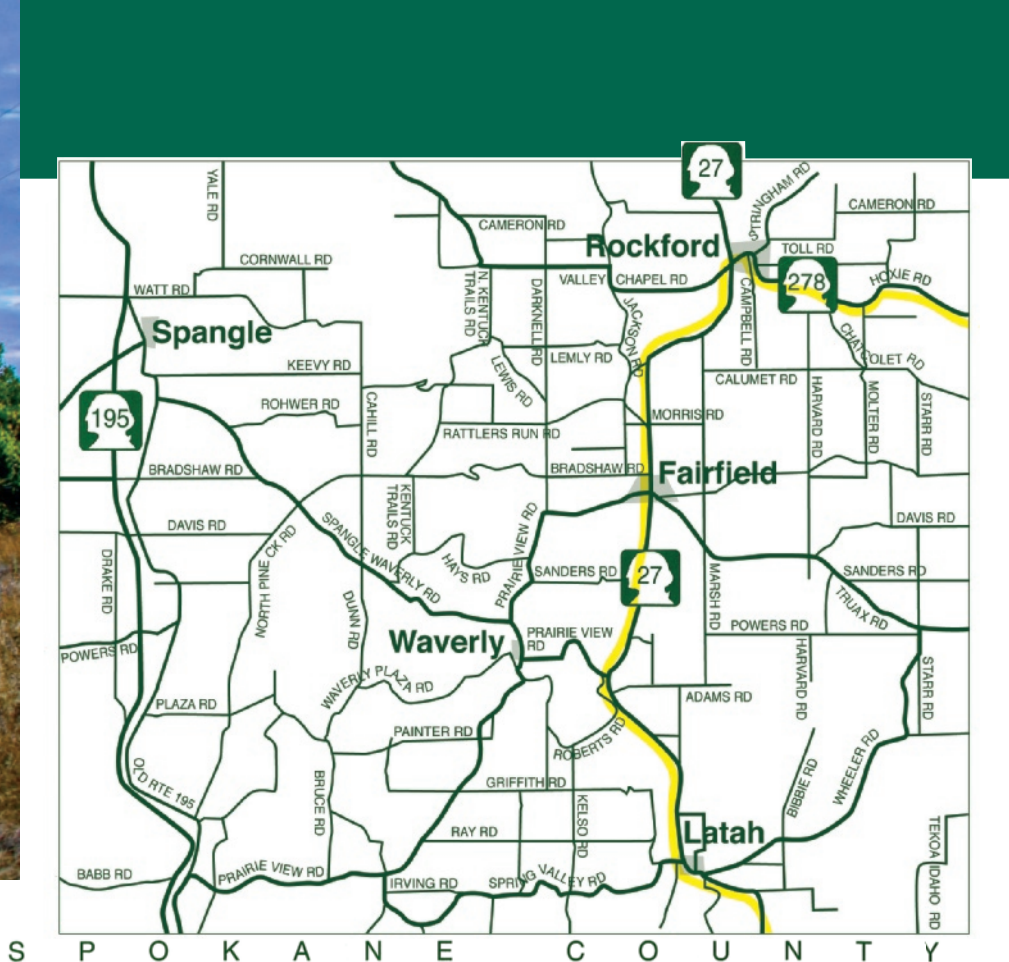 27
STRINGHAM RD
YALE RD
CAMERON RD
CAMERON RD
Rockford
TOLL RD
CORNWALL RD
VALLEY CHAPEL RD
278
HOXIE RD
WATT RD
N. KENTUCK
TRAILS RD
DARKNELL RD
JACKSON RD
CAMPBELL RD
Spangle
CHATCOLET RD
LEMLY RD
KEEVY RD
LEWIS RD
CALUMET RD
HARVARD RD
MOLTER RD
STARR RD
195
ROHWER RD
CAHILL RD
MORRIS RD
RATTLERS RUN RD
BRADSHAW RD
BRADSHAW RD
Fairfield
KENTUCK
TRAILS RD
DAVIS RD
SPANGLE WAVERLY RD
PRAIRIE VIEW RD
DAVIS RD
NORTH PINE CK RD
DRAKE RD
HAYS RD
SANDERS RD
27
MARSH RD
SANDERS RD
TRUAX RD
DUNN RD
POWERS RD
Waverly
PRAIRIE VIEW
RD
POWERS RD
HARVARD RD
STARR RD
WAVERLY PLAZA RD
ADAMS RD
PLAZA RD
PAINTER RD
ROBERTS RD
WHEELER RD
BIBBIE RD
OLD RTE 195
BRUCE RD
GRIFFITH RD
KELSO RD
RAY RD
Latah
TEKOA IDAHO RD
BABB RD
PRAIRIE VIEW RD
IRVING RD
SPRING VALLEY RD
S P O K A N E C O U N T Y